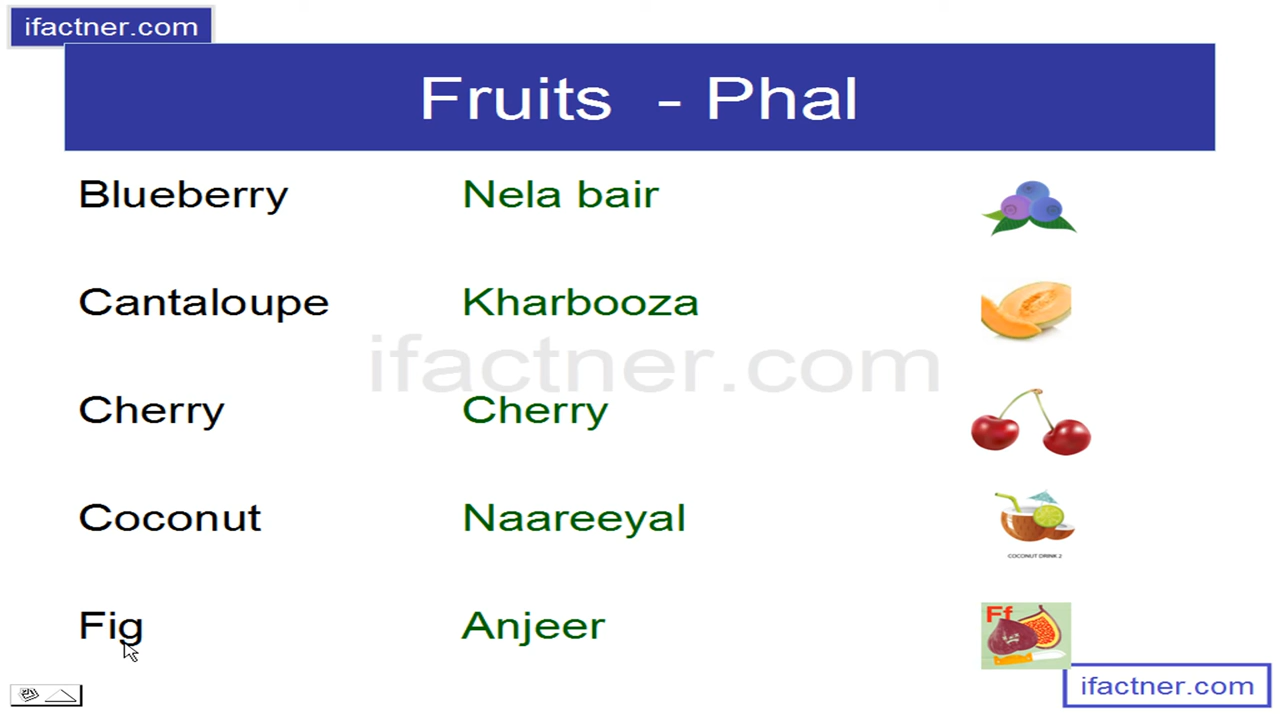 ifactner.com
Fruits - Phal
Blueberry Nela bair
Cantaloupe Kharbooza
ifactner.com
Cherry Cherry
Coconut Naareeyal
COCONUT DRINK 2
Fig Anjeer
Ff
ifactner.com